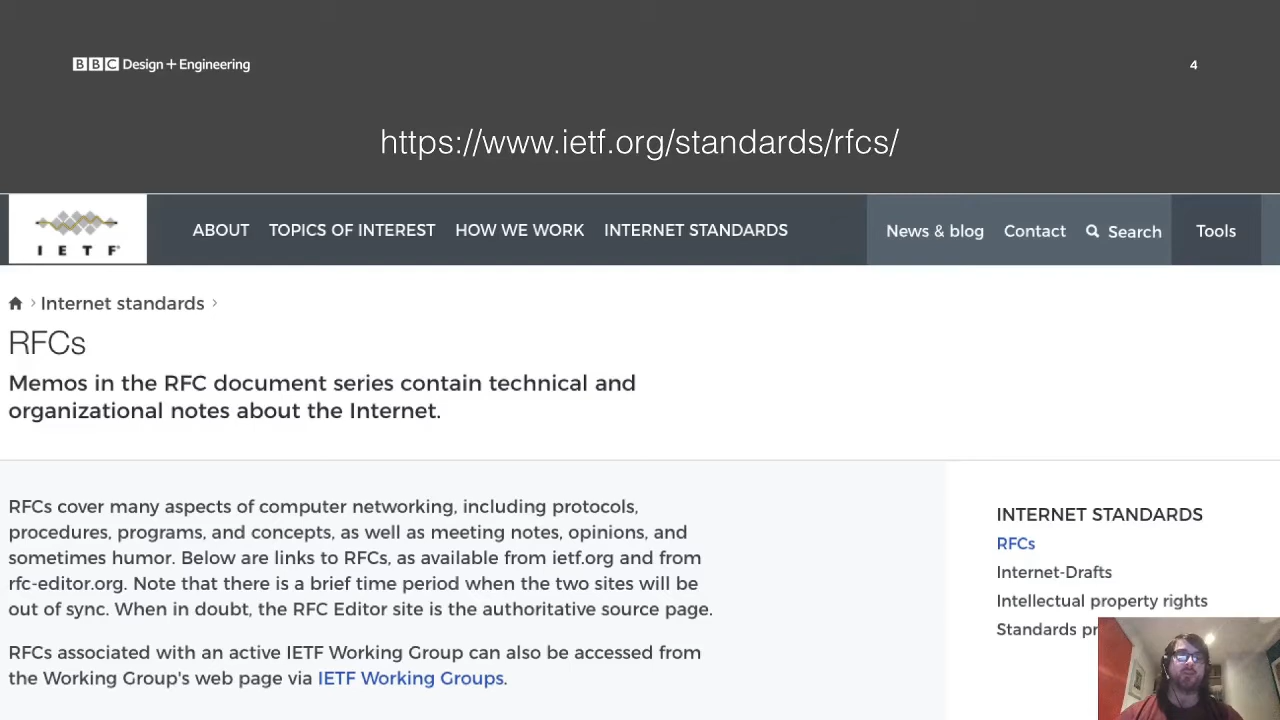 BBC Design + Engineering
4
https://www.ietf.org/standards/rfcs/
I E T F®
ABOUT TOPICS OF INTEREST HOW WE WORK INTERNET STANDARDS
News & blog Contact Search Tools
Internet standards
RFCs
Memos in the RFC document series contain technical and
organizational notes about the Internet.
RFCs cover many aspects of computer networking, including protocols,
procedures, programs, and concepts, as well as meeting notes, opinions, and
sometimes humor. Below are links to RFCs, as available from ietf.org and from
rfc-editor.org. Note that there is a brief time period when the two sites will be
out of sync. When in doubt, the RFC Editor site is the authoritative source page.
RFCs associated with an active IETF Working Group can also be accessed from
the Working Group's web page via IETF Working Groups.
INTERNET STANDARDS
RFCs
Internet-Drafts
Intellectual property rights
Standards pr